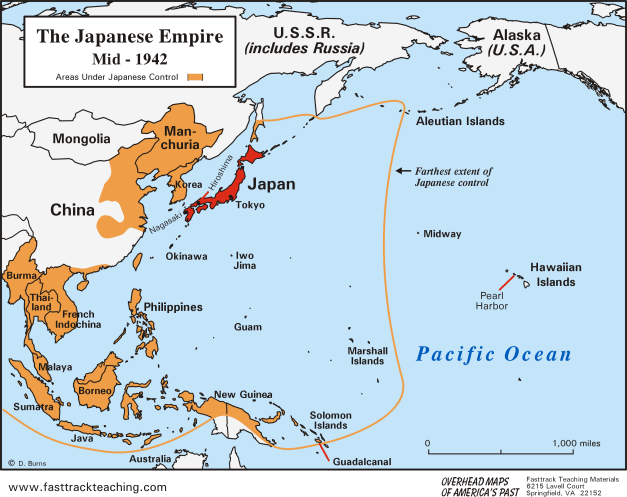 The Japanese Empire
Mid - 1942
Areas Under Japanese Control
U.S.S.R.
(includes Russia)
Alaska
(U.S.A.)
Aleutian Islands
Mongolia
Man-
churia
Korea
Hiroshima
Japan
Farthest extent of
Japanese control
China
Nagasaki
Tokyo
Midway
Okinawa
Iwo
Jima
Hawaiian
Islands
Pearl
Harbor
Burma
Thai-
land
French
Indochina
Philippines
Guam
Marshall
Islands
Pacific Ocean
Malaya
Borneo
Sumatra
New Guinea
Solomon
Islands
Java
Australia
Guadalcanal
0
1,000 miles
© D. Burns
www.fasttrackteaching.com
OVERHEAD MAPS
OF AMERICA'S PAST
Fasttrack Teaching Materials
6215 Lavell Court
Springfield, VA 22152